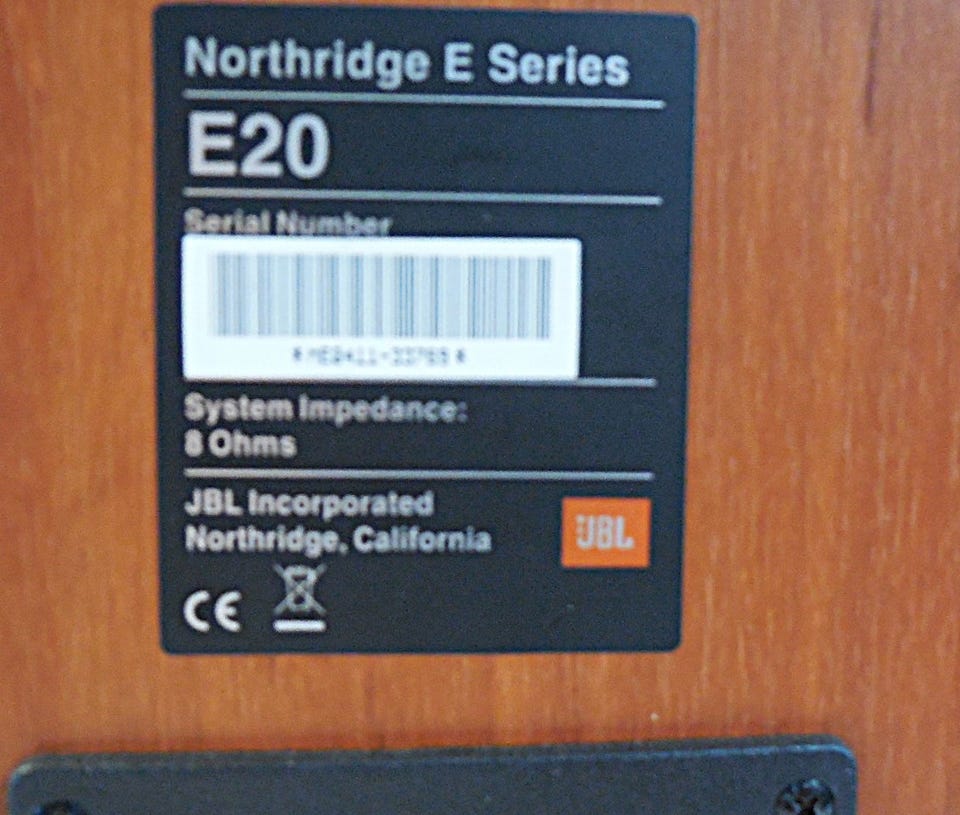 Northridge E Series
E20
Serial Number
System Impedance:
8 Ohms
JBL Incorporated
Northridge, California
JBL
CE